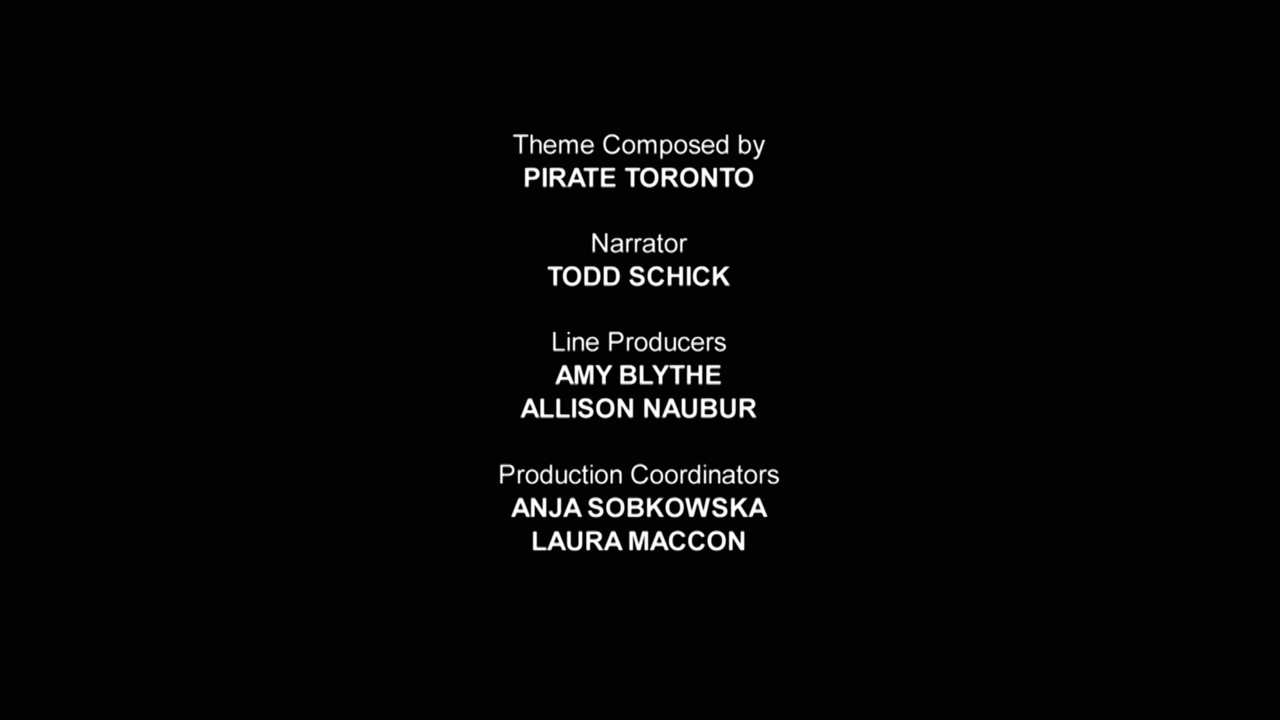 Theme Composed by
PIRATE TORONTO
Narrator
TODD SCHICK
Line Producers
AMY BLYTHE
ALLISON NAUBUR
Production Coordinators
ANJA SOBKOWSKA
LAURA MACCON